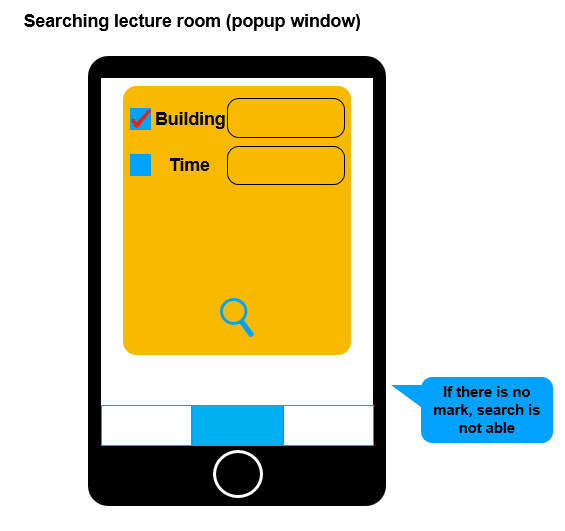 Searching lecture room (popup window)
Building
Time
If there is no
mark, search is
not able